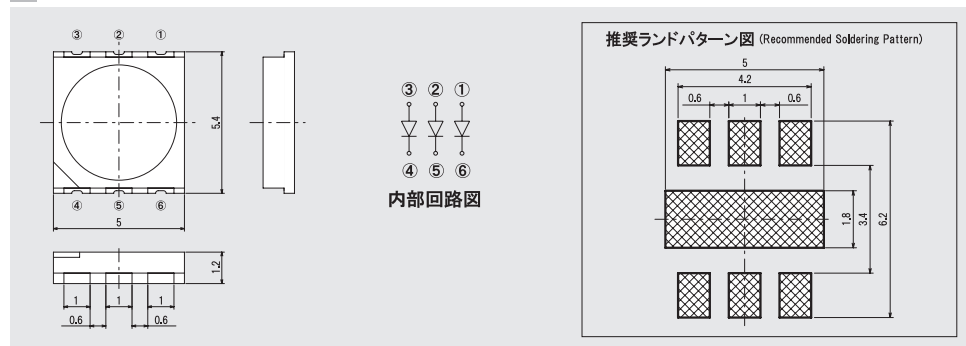 ③ ② ①
5.4
④ ⑤ ⑥
5
1.2
1 1 1
0.6 0.6
③ ② ①
④ ⑤ ⑥
内部回路図
推奨ランドパターン図 (Recommended Soldering Pattern)
5
4.2
0.6 1 0.6
1.8
3.4
6.2